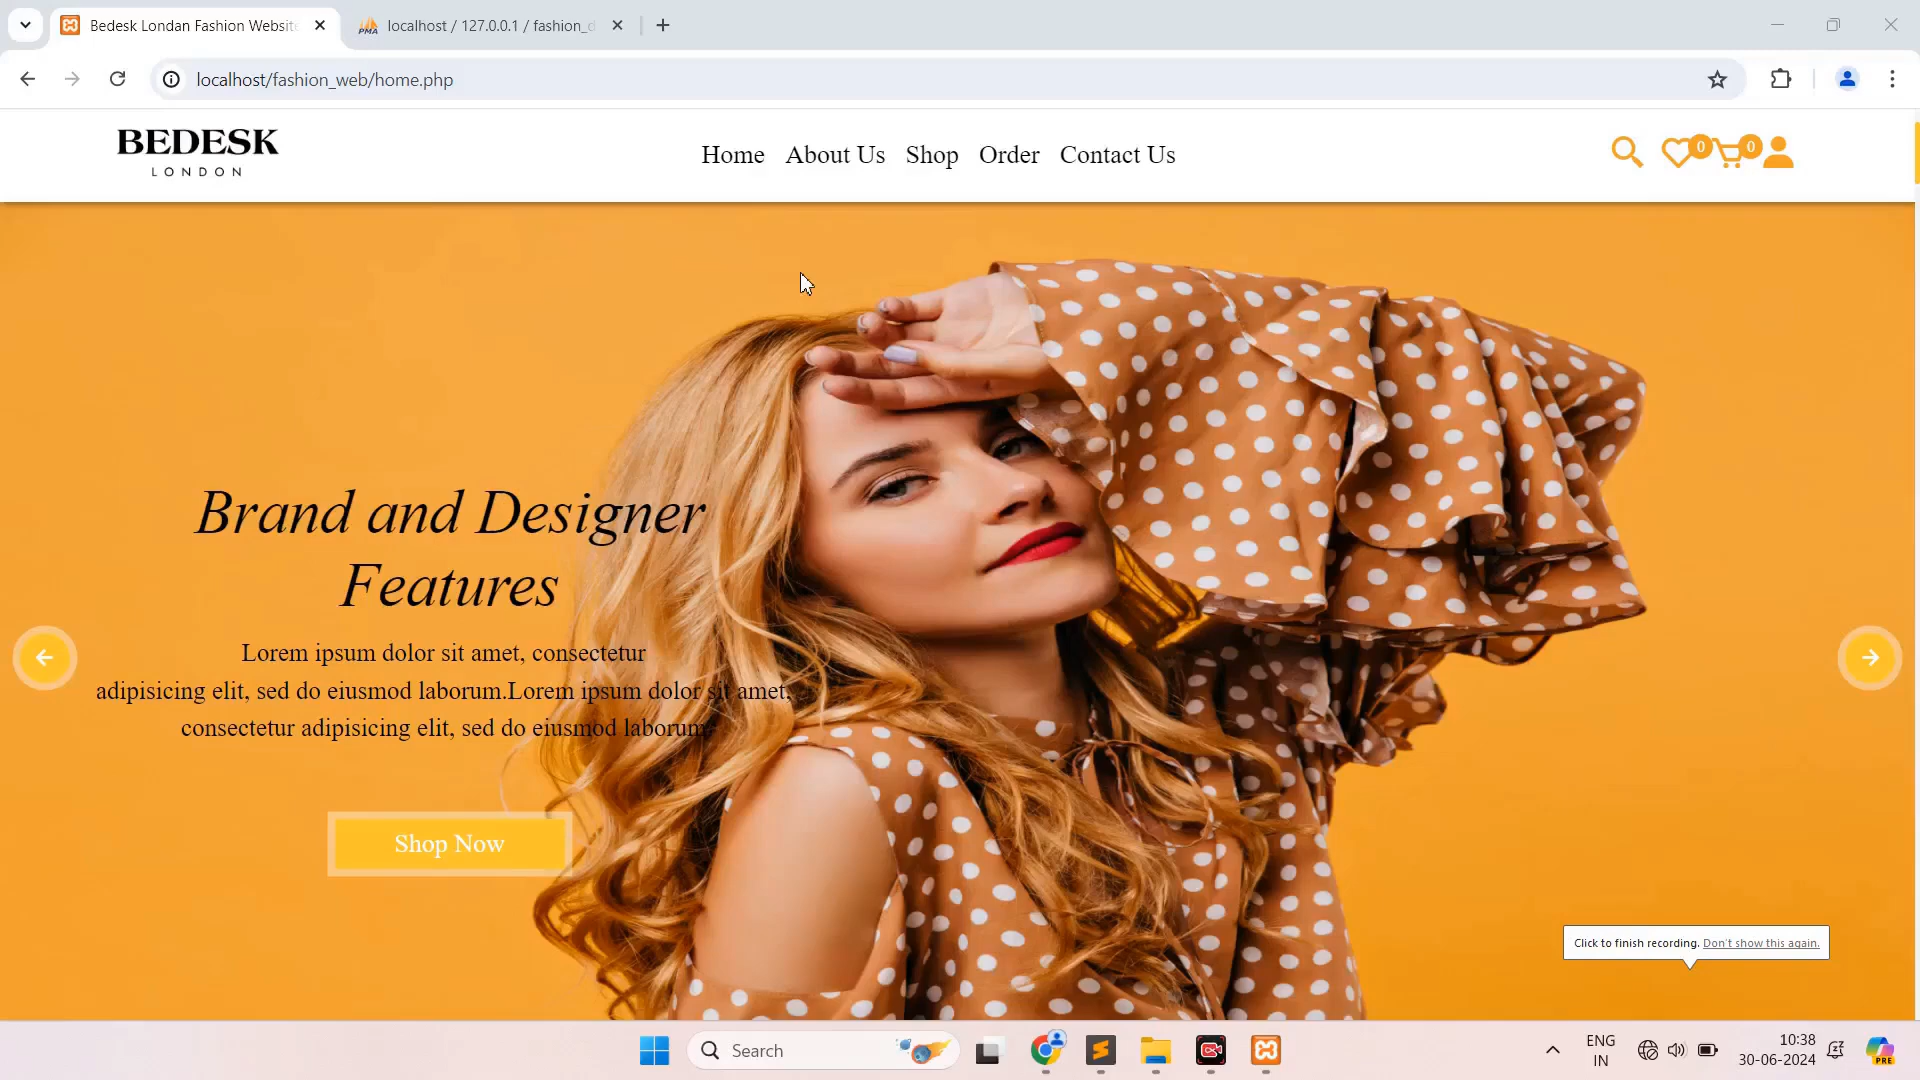 Bedesk Londan Fashion Website
localhost / 127.0.0.1 / fashion_d
localhost/fashion_web/home.php
BEDESK
LONDON
Home About Us Shop Order Contact Us
0 0
Brand and Designer
Features
Lorem ipsum dolor sit amet, consectetur
adipisicing elit, sed do eiusmod laborum.Lorem ipsum dolor sit amet,
consectetur adipisicing elit, sed do eiusmod laborum.
Shop Now
Click to finish recording. Don't show this again.
Search
ENG
IN
10:38
30-06-2024
PRE